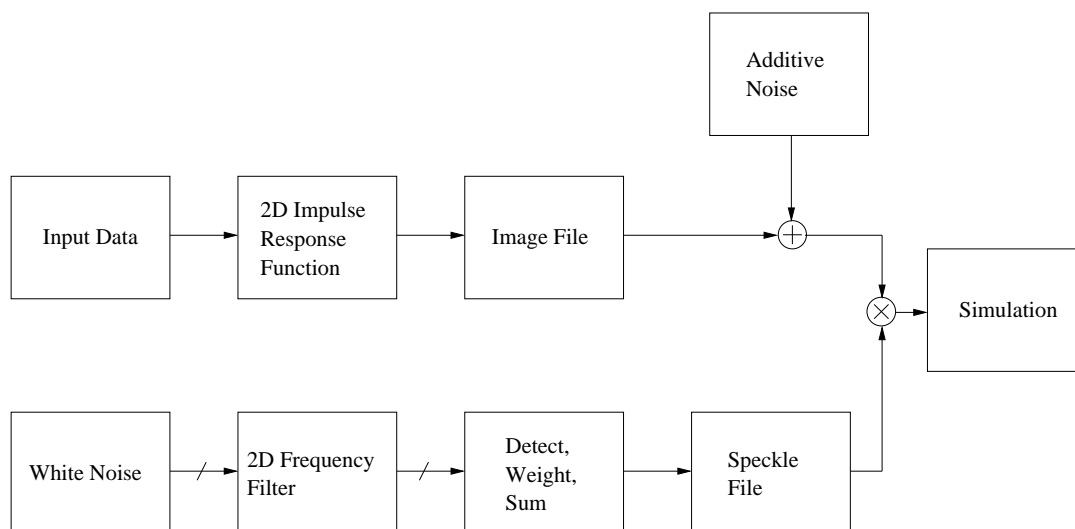 Additive
Noise
Input Data
2D Impulse
Response
Function
Image File
Simulation
White Noise
2D Frequency
Filter
Detect,
Weight,
Sum
Speckle
File